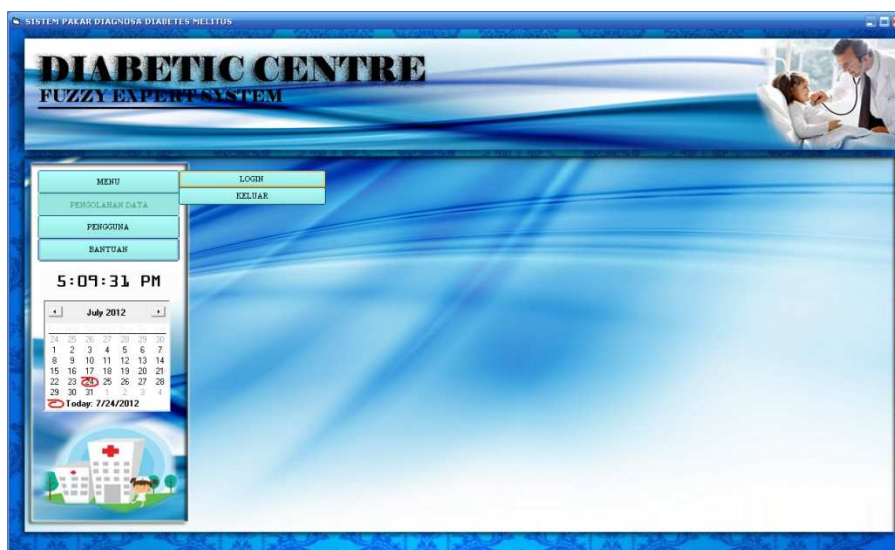 SISTEM PAKAR DIAGNOSA DIABETES MELITUS
DIABETIC CENTRE
FUZZY EXPERT SYSTEM
MENU
LOGIN
KELUAR
PENGOLAHAN DATA
PENGGUNA
BANTUAN
5:09:31 PM
July 2012
24 25 26 27 28 29 30
1 2 3 4 5 6 7
8 9 10 11 12 13 14
15 16 17 18 19 20 21
22 23 24 25 26 27 28
29 30 31 1 2 3 4
Today: 7/24/2012